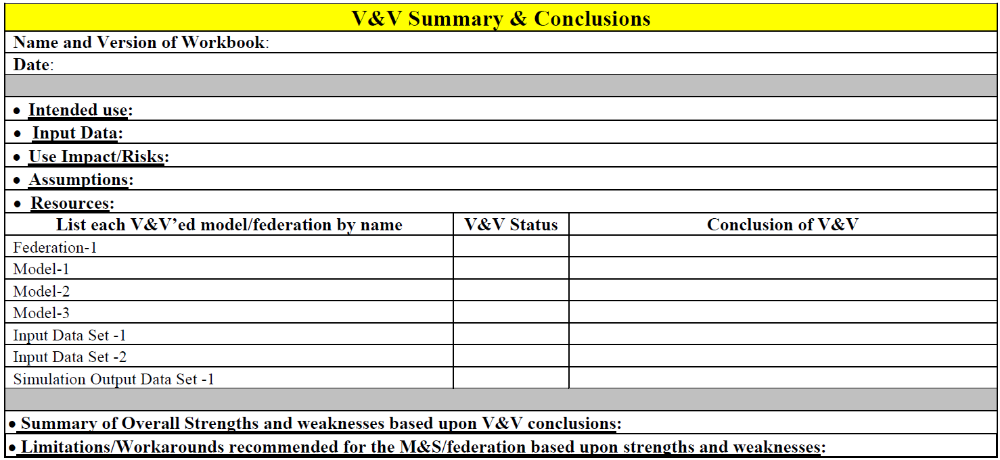 V&V Summary & Conclusions
Name and Version of Workbook:
Date:
• Intended use:
• Input Data:
• Use Impact/Risks:
• Assumptions:
• Resources:
List each V&V’ed model/federation by name V&V Status Conclusion of V&V
Federation-1
Model-1
Model-2
Model-3
Input Data Set -1
Input Data Set -2
Simulation Output Data Set -1
• Summary of Overall Strengths and weaknesses based upon V&V conclusions:
• Limitations/Workarounds recommended for the M&S/federation based upon strengths and weaknesses: